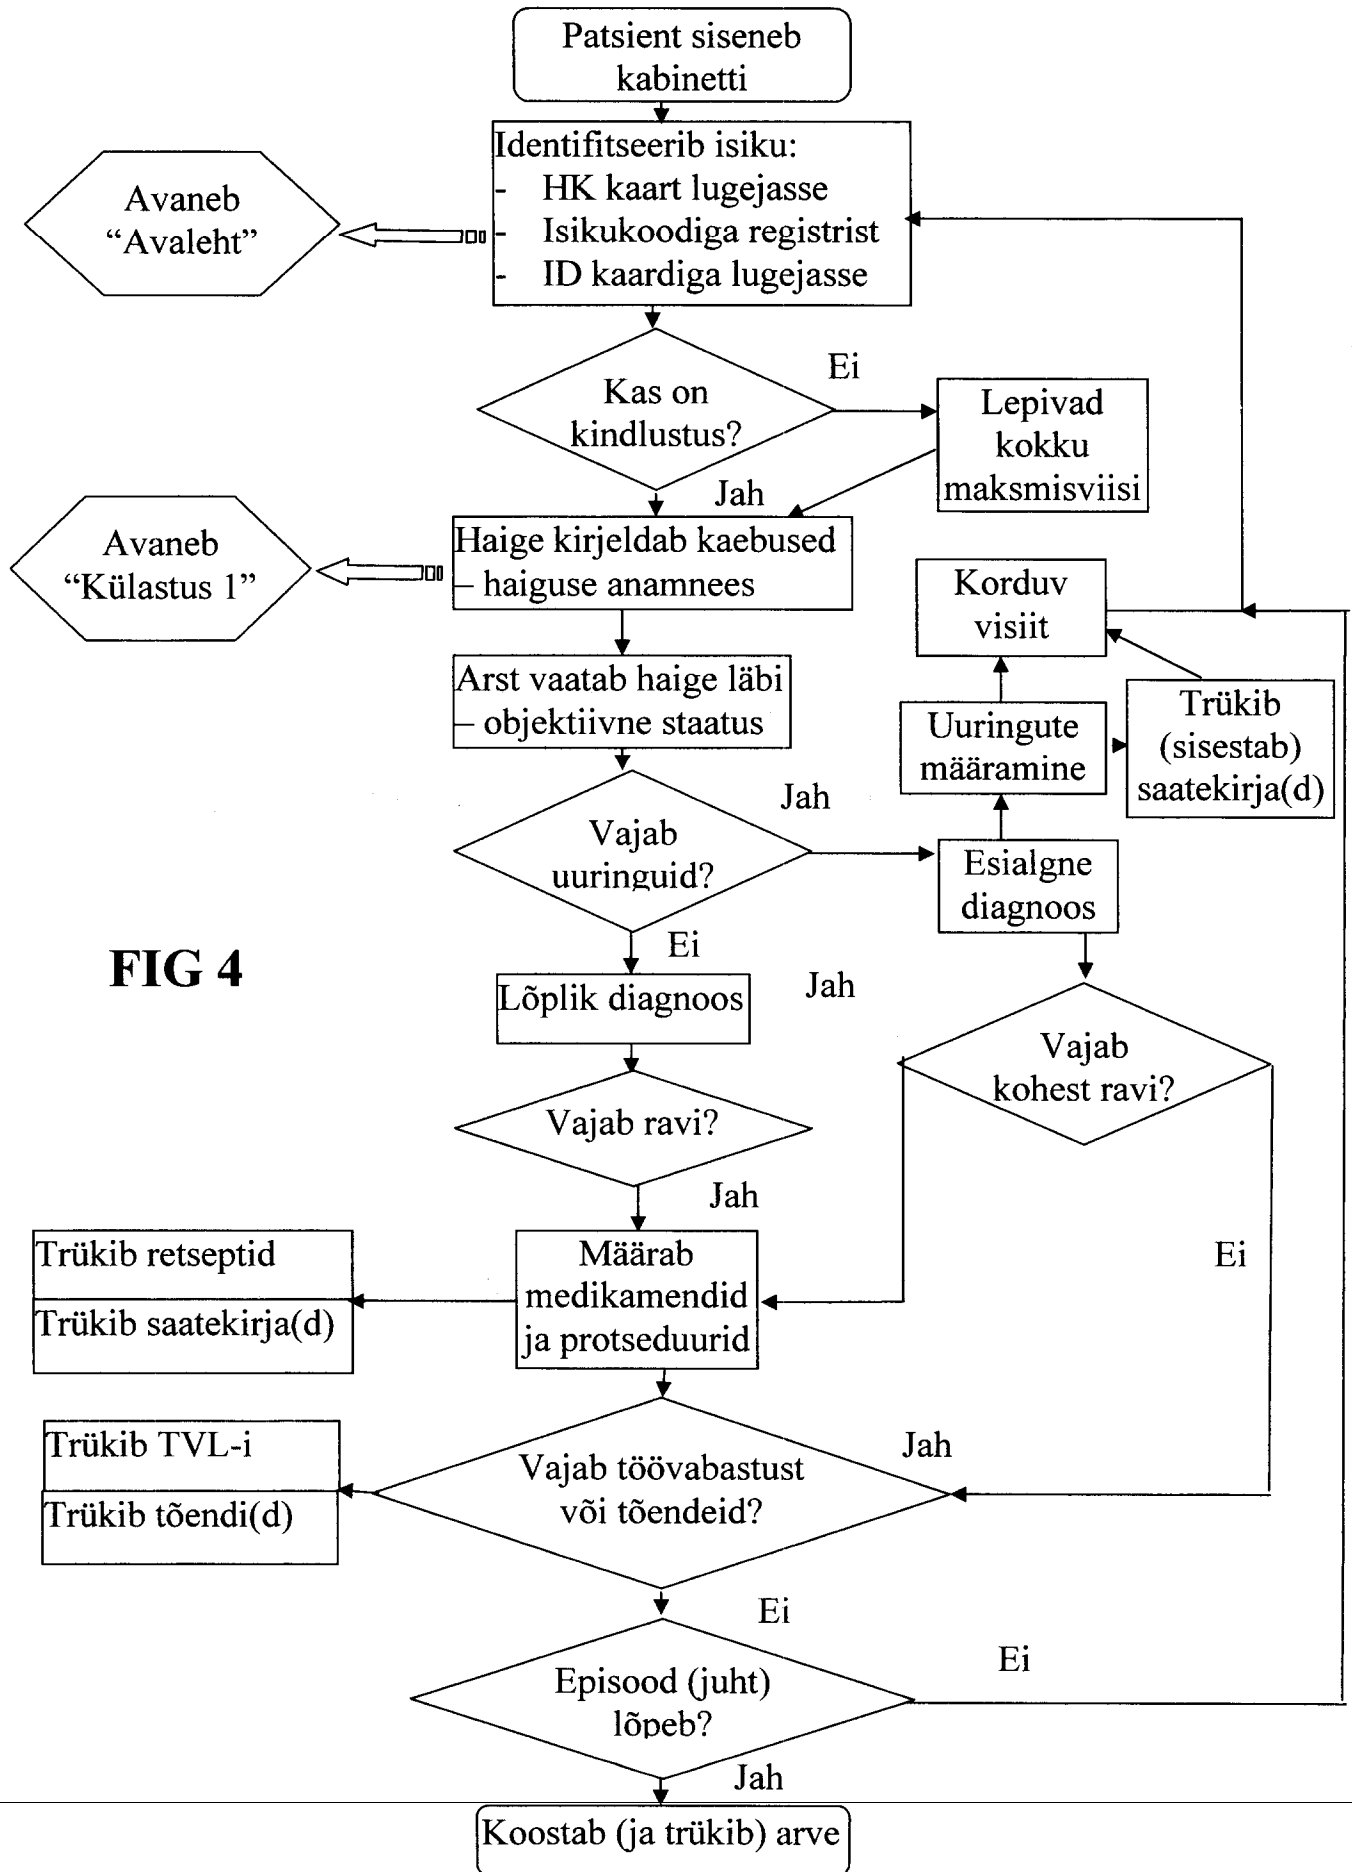 Patsient siseneb
kabinetti
Identifitseerib isiku:
- HK kaart lugejasse
- Isikukoodiga registrist
- ID kaardiga lugejasse
Avaneb
“Avaleht”
Kas on
kindlustus?
Ei
Lepivad
kokku
maksmisviisi
Jah
Haige kirjeldab kaebused
– haiguse anamnees
Avaneb
“Külastus 1”
Korduv
visiit
Arst vaatab haige läbi
– objektiivne staatus
Uuringute
määramine
Trükib
(sisestab)
saatekirja(d)
Vajab
uuringuid?
Jah
Esialgne
diagnoos
Ei
FIG 4
Lõplik diagnoos
Jah
Vajab
kohest ravi?
Vajab ravi?
Jah
Ei
Määrab
medikamendid
ja protseduurid
Trükib retseptid
Trükib saatekirja(d)
Vajab töövabastust
või tõendeid?
Jah
Trükib TVL-i
Trükib tõendi(d)
Ei
Episood (juht)
lõpeb?
Ei
Jah
Koostab (ja trükib) arve